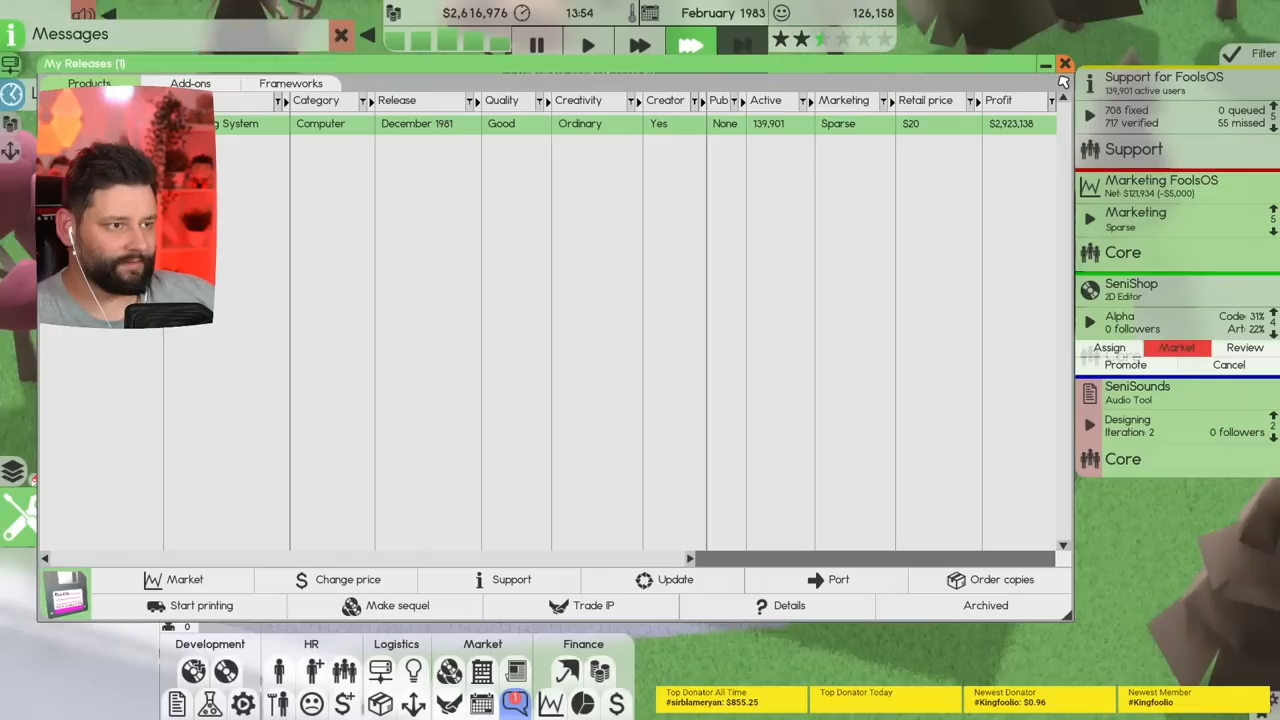 $2,616,976 13:54 February 1983 126,158
Messages
Filter
My Releases (1)
Products Add-ons Frameworks
Category Release Quality Creativity Creator Pub Active Marketing Retail price Profit
g System Computer December 1981 Good Ordinary Yes None 139,901 Sparse $20 $2,923,138
Support for FoolsOS
139,901 active users
708 fixed 0 queued
717 verified 55 missed
5
Support
Marketing FoolsOS
Net: $121,934 (-$5,000)
Marketing
Sparse
5
Core
SeniShop
2D Editor
Alpha Code: 31%
0 followers Art: 22%
4
Assign Market Review
Promote Cancel
SeniSounds
Audio Tool
Designing
Iteration: 2 0 followers
2
Core
Market Change price Support Update Port Order copies
Start printing Make sequel Trade IP Details Archived
0
Development HR Logistics Market Finance
Top Donator All Time
#sirblameryan: $855.25
Top Donator Today
Newest Donator
#Kingfoolio: $0.96
Newest Member
#Kingfoolio